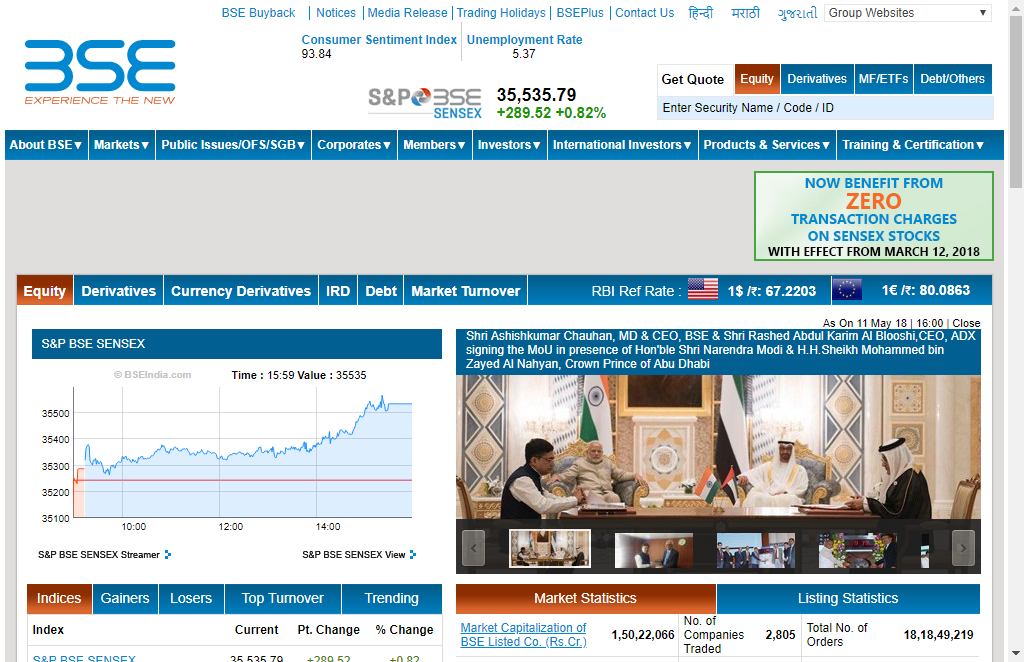 BSE Buyback | Notices | Media Release | Trading Holidays | BSEPlus | Contact Us हिन्दी मराठी ગુજરાતી Group Websites
Consumer Sentiment Index
93.84
Unemployment Rate
5.37
BSE
EXPERIENCE THE NEW
S&P BSE
SENSEX
35,535.79
+289.52 +0.82%
Get Quote Equity Derivatives MF/ETFs Debt/Others
Enter Security Name / Code / ID
About BSE Markets Public Issues/OFS/SGB Corporates Members Investors International Investors Products & Services Training & Certification
NOW BENEFIT FROM
ZERO
TRANSACTION CHARGES
ON SENSEX STOCKS
WITH EFFECT FROM MARCH 12, 2018
Equity Derivatives Currency Derivatives IRD Debt Market Turnover RBI Ref Rate : 1$ /₹: 67.2203 1€ /₹: 80.0863
As On 11 May 18 | 16:00 | Close
S&P BSE SENSEX
© BSEIndia.com Time : 15:59 Value : 35535
35500
35400
35300
35200
35100
10:00 12:00 14:00
S&P BSE SENSEX Streamer S&P BSE SENSEX View
Shri Ashishkumar Chauhan, MD & CEO, BSE & Shri Rashed Abdul Karim Al Blooshi,CEO, ADX
signing the MoU in presence of Hon'ble Shri Narendra Modi & H.H.Sheikh Mohammed bin
Zayed Al Nahyan, Crown Prince of Abu Dhabi
Indices Gainers Losers Top Turnover Trending
Index Current Pt. Change % Change
S&P BSE SENSEX 35,535.79 +289.52 +0.82
Market Statistics Listing Statistics
Market Capitalization of
BSE Listed Co. (Rs.Cr.)
1,50,22,066
No. of
Companies
Traded
2,805
Total No. of
Orders
18,18,49,219